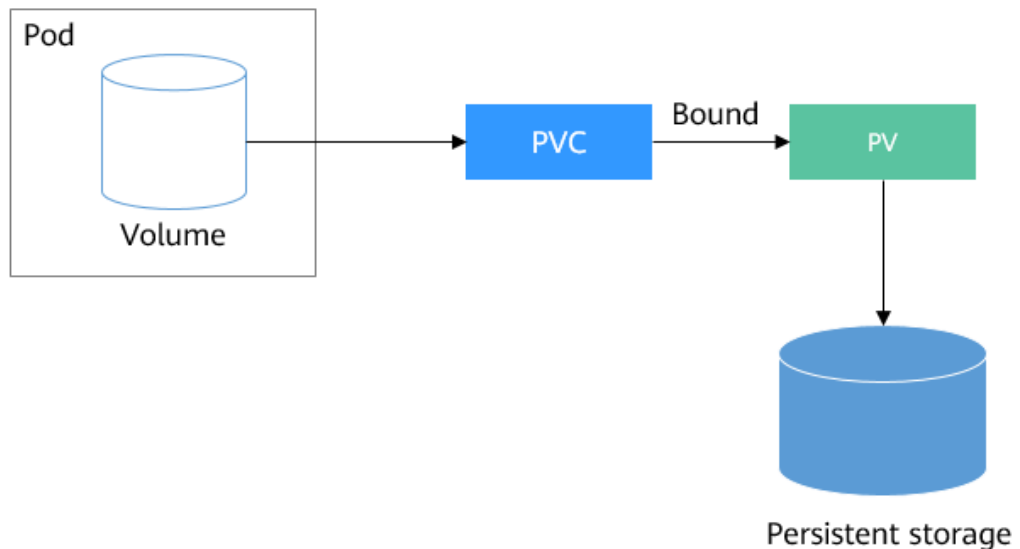 Pod
Volume
PVC
Bound
PV
Persistent storage